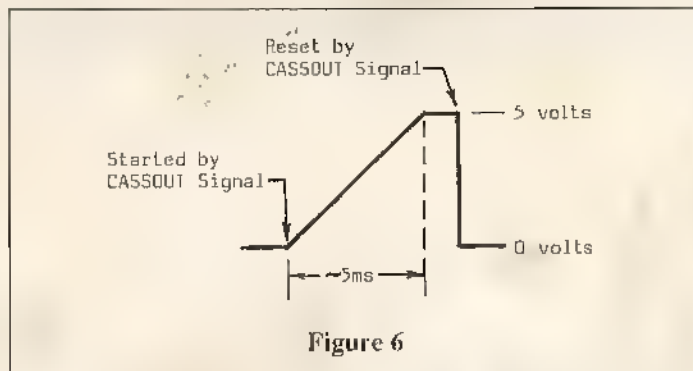 Reset by
CASSOUT Signal
5 volts
Started by
CASSOUT Signal
0 volts
5ms
Figure 6